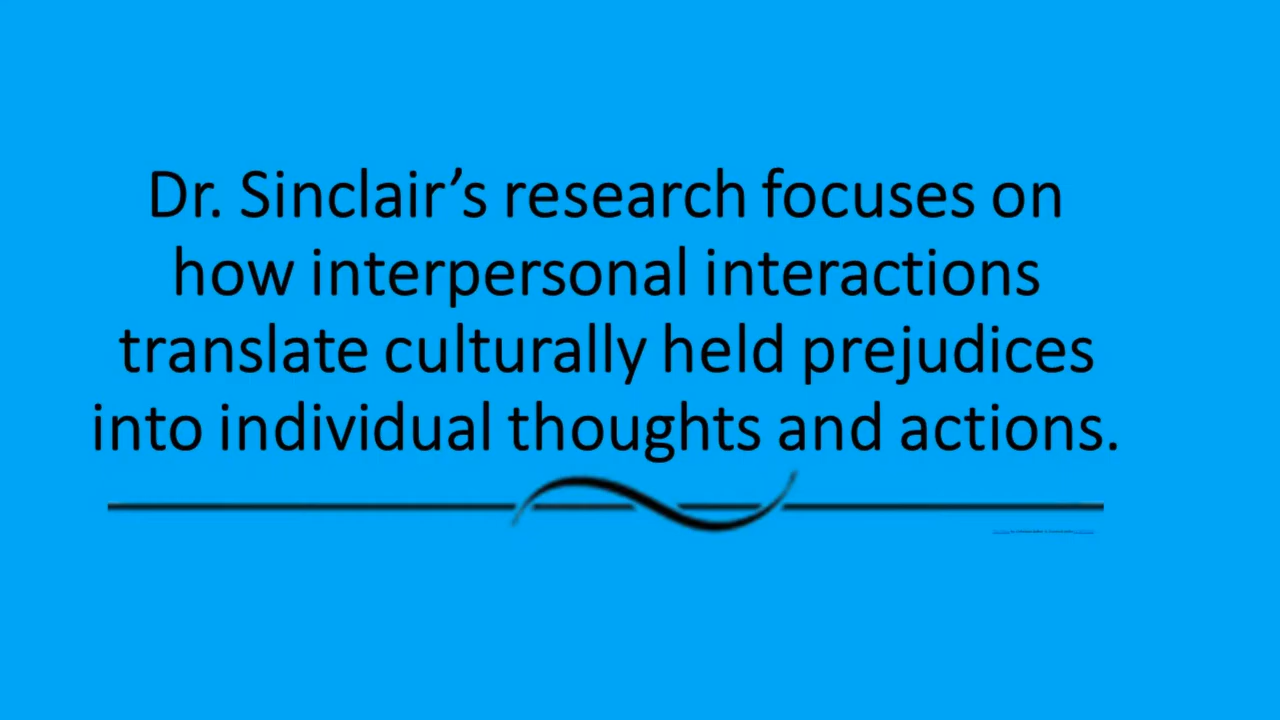 Dr. Sinclair’s research focuses on
how interpersonal interactions
translate culturally held prejudices
into individual thoughts and actions.